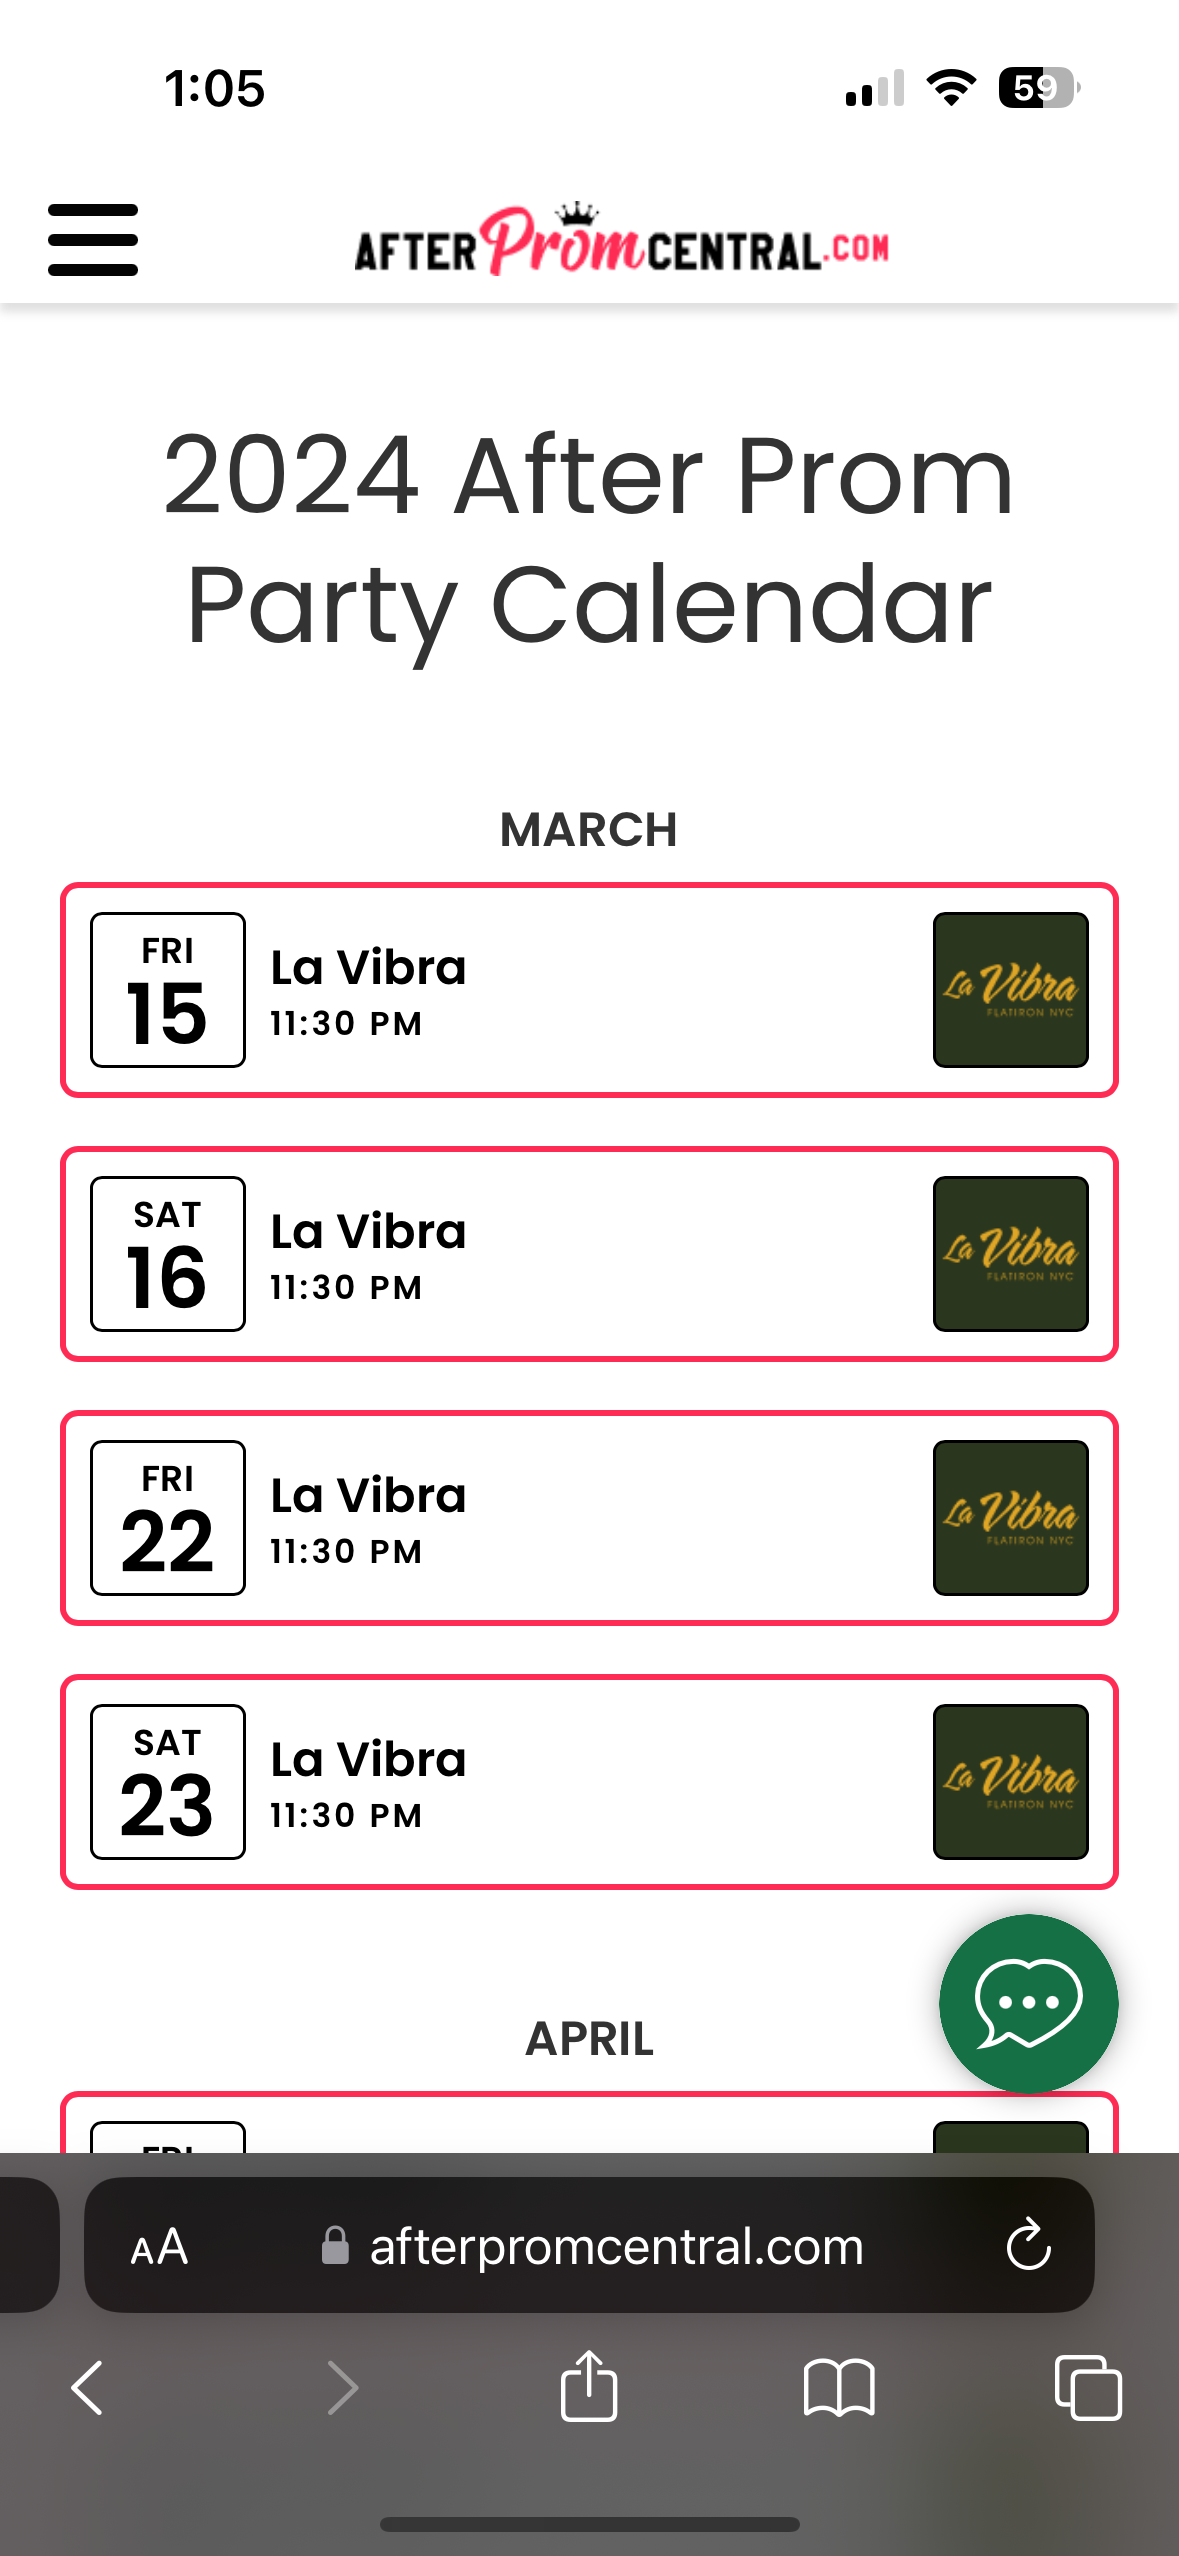 1:05
59
AFTER Prom CENTRAL.COM
2024 After Prom
Party Calendar
MARCH
FRI
15
La Vibra
11:30 PM
La Vibra
FLATIRON NYC
SAT
16
La Vibra
11:30 PM
La Vibra
FLATIRON NYC
FRI
22
La Vibra
11:30 PM
La Vibra
FLATIRON NYC
SAT
23
La Vibra
11:30 PM
La Vibra
FLATIRON NYC
APRIL
FRI
AA
afterpromcentral.com